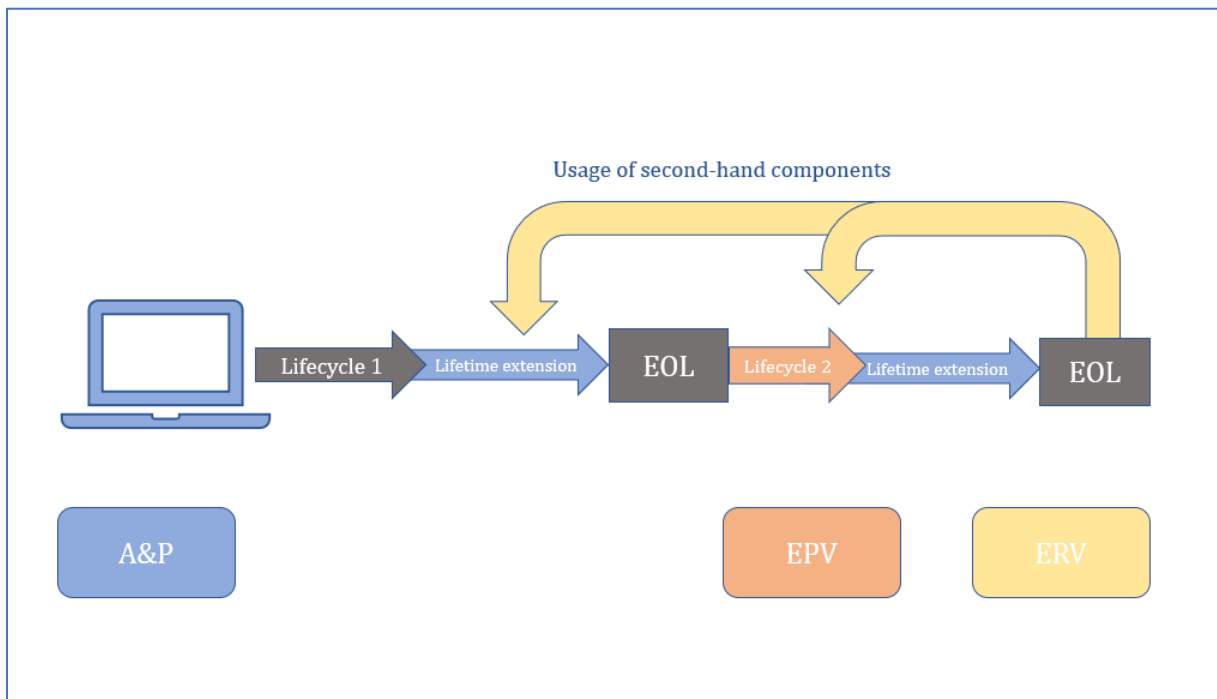 Usage of second-hand components
Lifecycle 1
Lifetime extension
EOL
Lifecycle 2
Lifetime extension
EOL
A&P
EPV
ERV